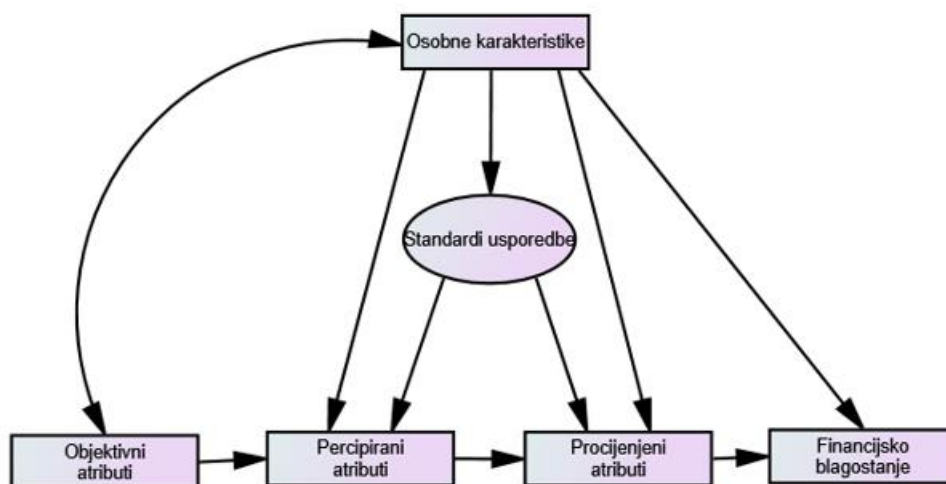 Osobne karakteristike
Standardi usporedbe
Objektivni
atributi
Percipirani
atributi
Procijenjeni
atributi
Financijsko
blagostanje